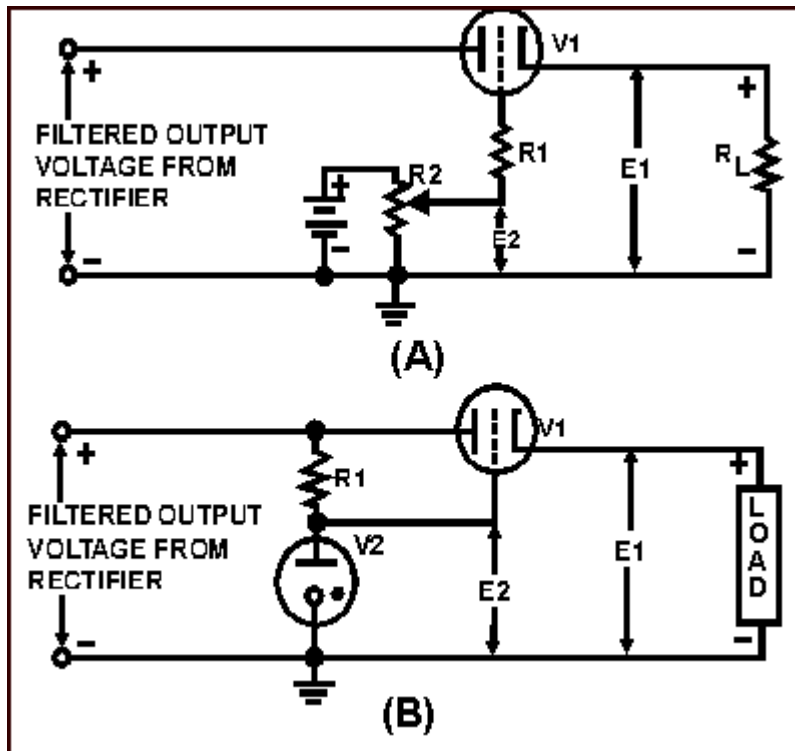 V1
+
+
FILTERED OUTPUT
VOLTAGE FROM
RECTIFIER
R1
E1
RL
+
R2
-
E2
-
-
(A)
V1
+
+
R1
FILTERED OUTPUT
VOLTAGE FROM
RECTIFIER
V2
E2
E1
LOAD
-
-
(B)